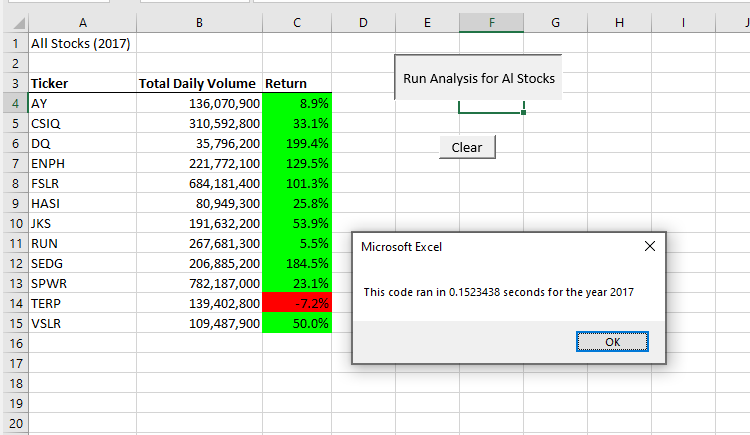 A B C D E F G H I J
1 All Stocks (2017)
2
3 Ticker Total Daily Volume Return
Run Analysis for Al Stocks
4 AY 136,070,900 8.9%
5 CSIQ 310,592,800 33.1%
6 DQ 35,796,200 199.4%
Clear
7 ENPH 221,772,100 129.5%
8 FSLR 684,181,400 101.3%
9 HASI 80,949,300 25.8%
10 JKS 191,632,200 53.9%
11 RUN 267,681,300 5.5%
12 SEDG 206,885,200 184.5%
13 SPWR 782,187,000 23.1%
14 TERP 139,402,800 -7.2%
15 VSLR 109,487,900 50.0%
16
17
18
19
20
Microsoft Excel
This code ran in 0.1523438 seconds for the year 2017
OK